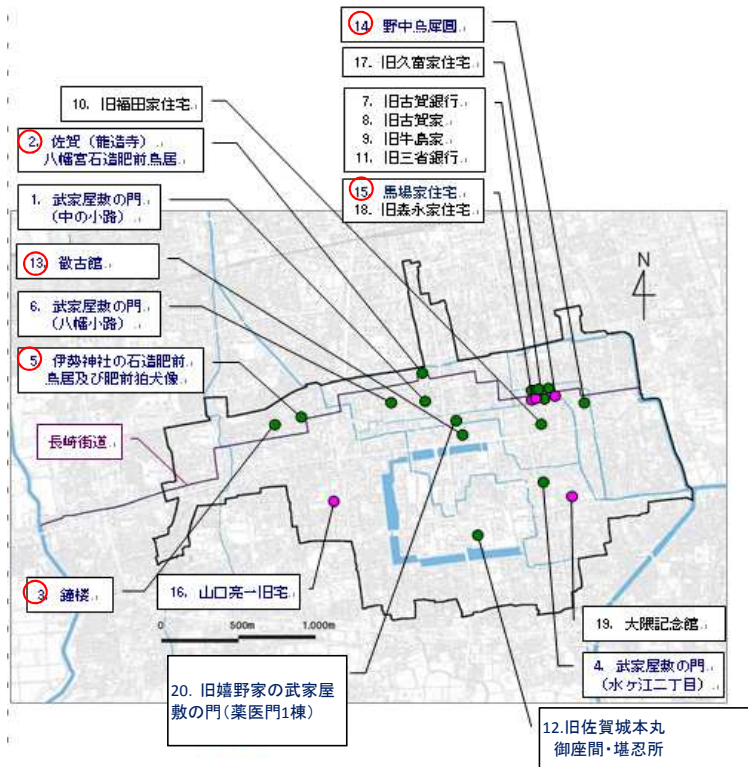 14. 野中烏犀圓
17. 旧久富家住宅
10. 旧福田家住宅
7. 旧古賀銀行
8. 旧古賀家
9. 旧牛島家
11. 旧三省銀行
2. 佐賀(龍造寺)
八幡宮石造肥前鳥居
15. 馬場家住宅
18. 旧森永家住宅
1. 武家屋敷の門
(中の小路)
13. 徴古館
N
6. 武家屋敷の門
(八幡小路)
5. 伊勢神社の石造肥前
鳥居及び肥前狛犬像
長崎街道
3. 鐘楼
16. 山口亮一旧宅
0 500m 1,000m
19. 大隈記念館
4. 武家屋敷の門
(水ヶ江二丁目)
20. 旧嬉野家の武家屋
敷の門(薬医門1棟)
12.旧佐賀城本丸
御座間・堪忍所